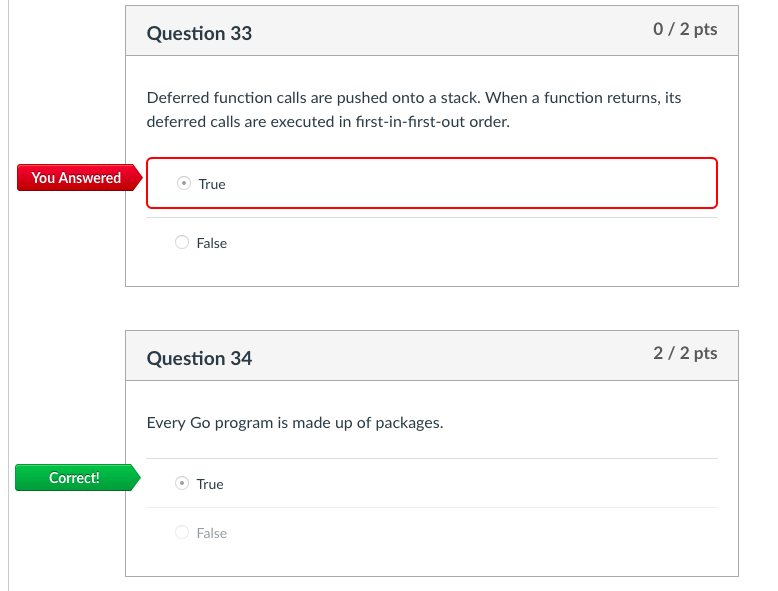 Question 33
0 / 2 pts
Deferred function calls are pushed onto a stack. When a function returns, its
deferred calls are executed in first-in-first-out order.
You Answered
True
False
Question 34
2 / 2 pts
Every Go program is made up of packages.
Correct!
True
False